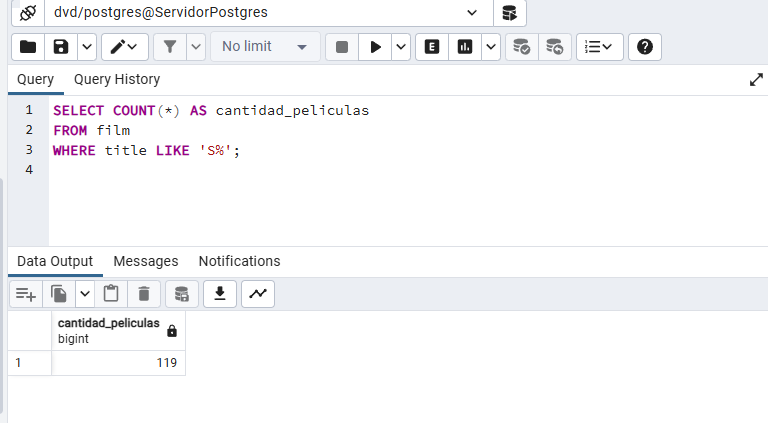 dvd/postgres@ServidorPostgres
No limit
E
Query Query History
1 SELECT COUNT(*) AS cantidad_peliculas
2 FROM film
3 WHERE title LIKE 'S%';
4
Data Output Messages Notifications
cantidad_peliculas
bigint
1 119